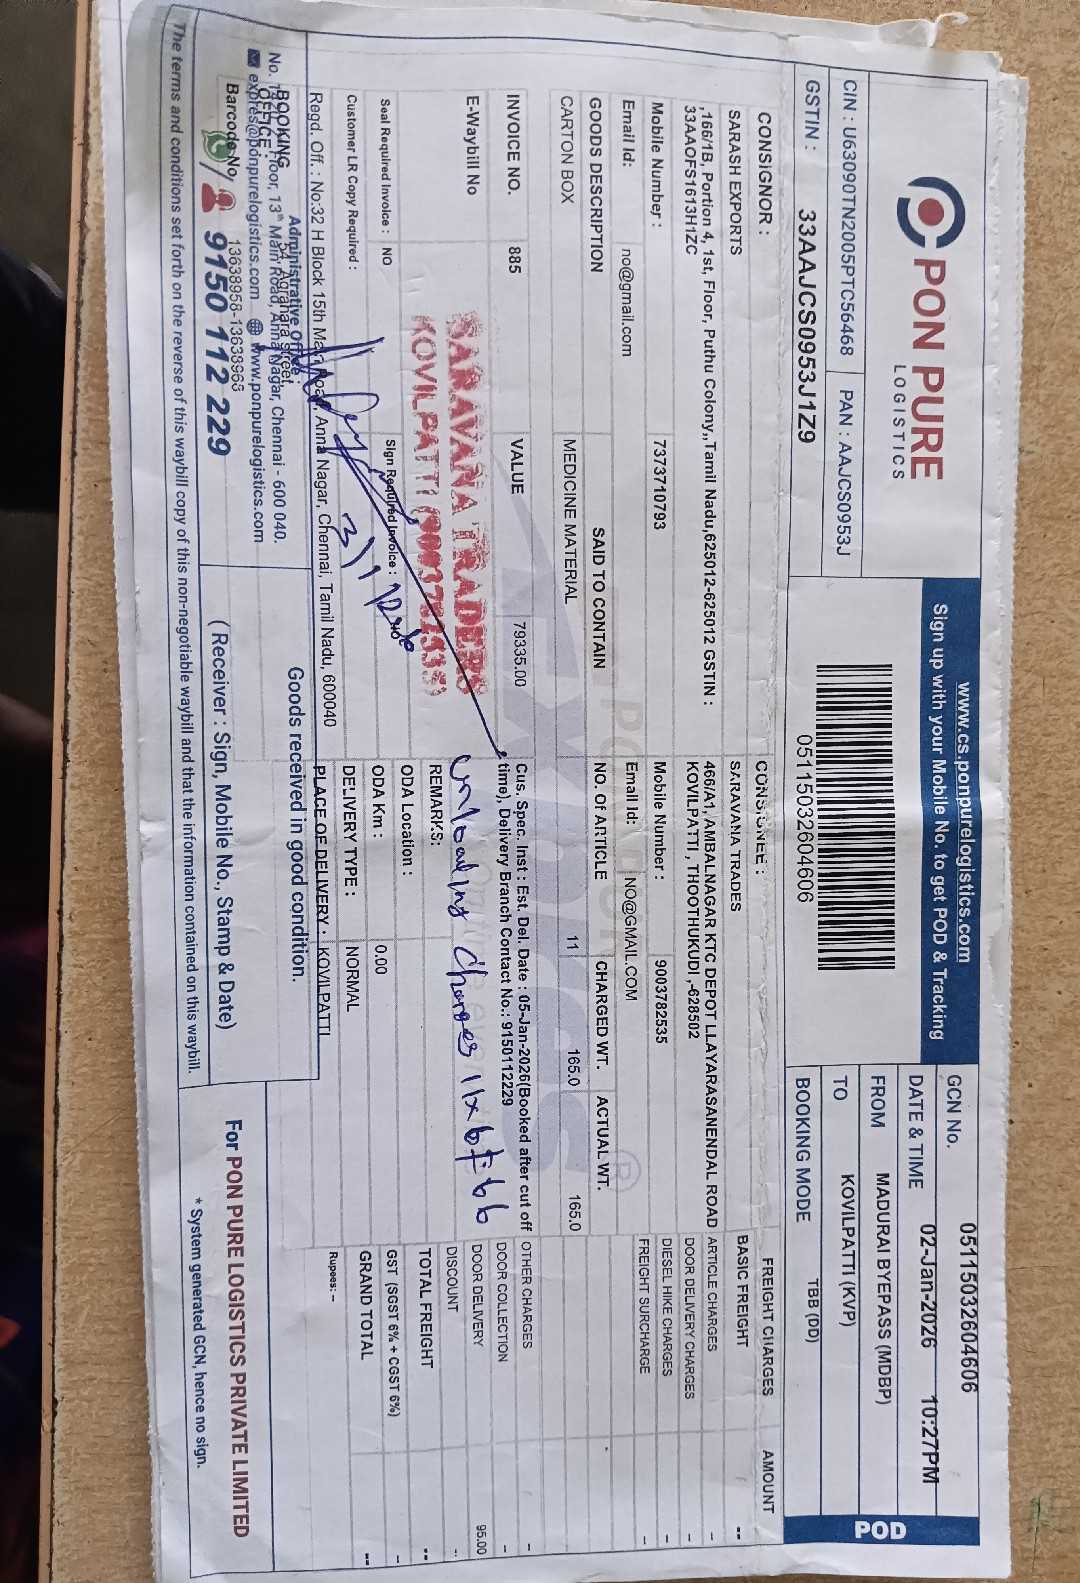 PON PURE
LOGISTICS
CIN : U63090TN2005PTC56468 PAN : AAJCS0953J
GSTIN : 33AAJCS0953J1Z9
www.cs.ponpurelogistics.com
Sign up with your Mobile No. to get POD & Tracking
05115032604606
GCN No. 05115032604606
DATE & TIME 02-Jan-2026 10:27PM
FROM MADURAI BYEPASS (MDBP)
TO KOVILPATTI (KVP)
BOOKING MODE TBB (DD)
POD
CONSIGNOR :
SARASH EXPORTS
,166/1B, Portion 4, 1st, Floor, Puthu Colony,,Tamil Nadu,625012-625012 GSTIN :
33AAOFS1613H1ZC
Mobile Number : 7373710793
Email Id: no@gmail.com
CONSIGNEE :
SARAVANA TRADES
466/A1, AMBALNAGAR KTC DEPOT LLAYARASANENDAL ROAD
KOVILPATTI , THOOTHUKUDI ,-628502
Mobile Number : 9003782535
Email Id: NO@GMAIL.COM
GOODS DESCRIPTION SAID TO CONTAIN NO. Of ARTICLE CHARGED WT. ACTUAL WT.
CARTON BOX MEDICINE MATERIAL 11 165.0 165.0
INVOICE NO. 885 VALUE 79335.00
E-Waybill No
SARAVANA TRADERS
KOVILPATTI
Seal Required Invoice : NO Sign Required Invoice :
Customer LR Copy Required :
Cus. Spec. Inst : Est. Del. Date : 05-Jan-2026(Booked after cut off
time), Delivery Branch Contact No.: 9150112229
unloading charges 11x6=66
REMARKS:
ODA Location :
ODA Km : 0.00
DELIVERY TYPE : NORMAL
PLACE OF DELIVERY : KOVILPATTI
FREIGHT CHARGES AMOUNT
BASIC FREIGHT --
ARTICLE CHARGES -
DOOR DELIVERY CHARGES -
DIESEL HIKE CHARGES -
FREIGHT SURCHARGE -
OTHER CHARGES -
DOOR COLLECTION -
DOOR DELIVERY 95.00
DISCOUNT --
TOTAL FREIGHT --
GST (SGST 6% + CGST 6%) -
GRAND TOTAL --
Rupees: --
Regd. Off. : No:32 H Block 15th Main Road, Anna Nagar, Chennai, Tamil Nadu, 600040
Administrative Office :
BOOKING OFFICE : Agrahara street,
Floor, 13th Main Road, Anna Nagar, Chennai - 600 040.
expres@ponpurelogistics.com www.ponpurelogistics.com
Barcode No, 13638958-13638968
9150 112 229
Goods received in good condition.
( Receiver : Sign, Mobile No., Stamp & Date)
The terms and conditions set forth on the reverse of this waybill copy of this non-negotiable waybill and that the information contained on this waybill.
For PON PURE LOGISTICS PRIVATE LIMITED
* System generated GCN, hence no sign.